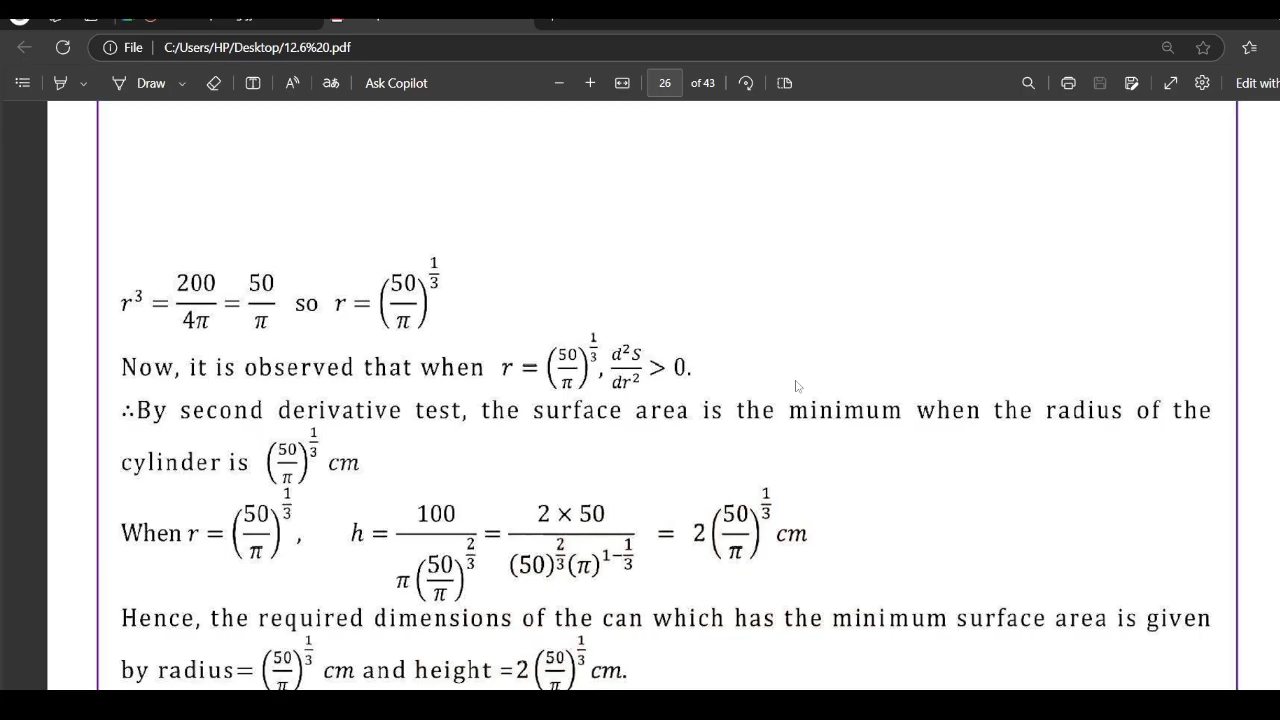 File | C:/Users/HP/Desktop/12.6%20.pdf
Draw Ask Copilot 26 of 43 Edit with
r³ = 200/4π = 50/π so r = (50/π)^(1/3)
Now, it is observed that when r = (50/π)^(1/3), d²S/dr² > 0.
∴By second derivative test, the surface area is the minimum when the radius of the
cylinder is (50/π)^(1/3) cm
When r = (50/π)^(1/3), h = 100/(π(50/π)^(2/3)) = (2 × 50)/((50)^(2/3)(π)^(1−1/3)) = 2(50/π)^(1/3) cm
Hence, the required dimensions of the can which has the minimum surface area is given
by radius= (50/π)^(1/3) cm and height =2(50/π)^(1/3) cm.